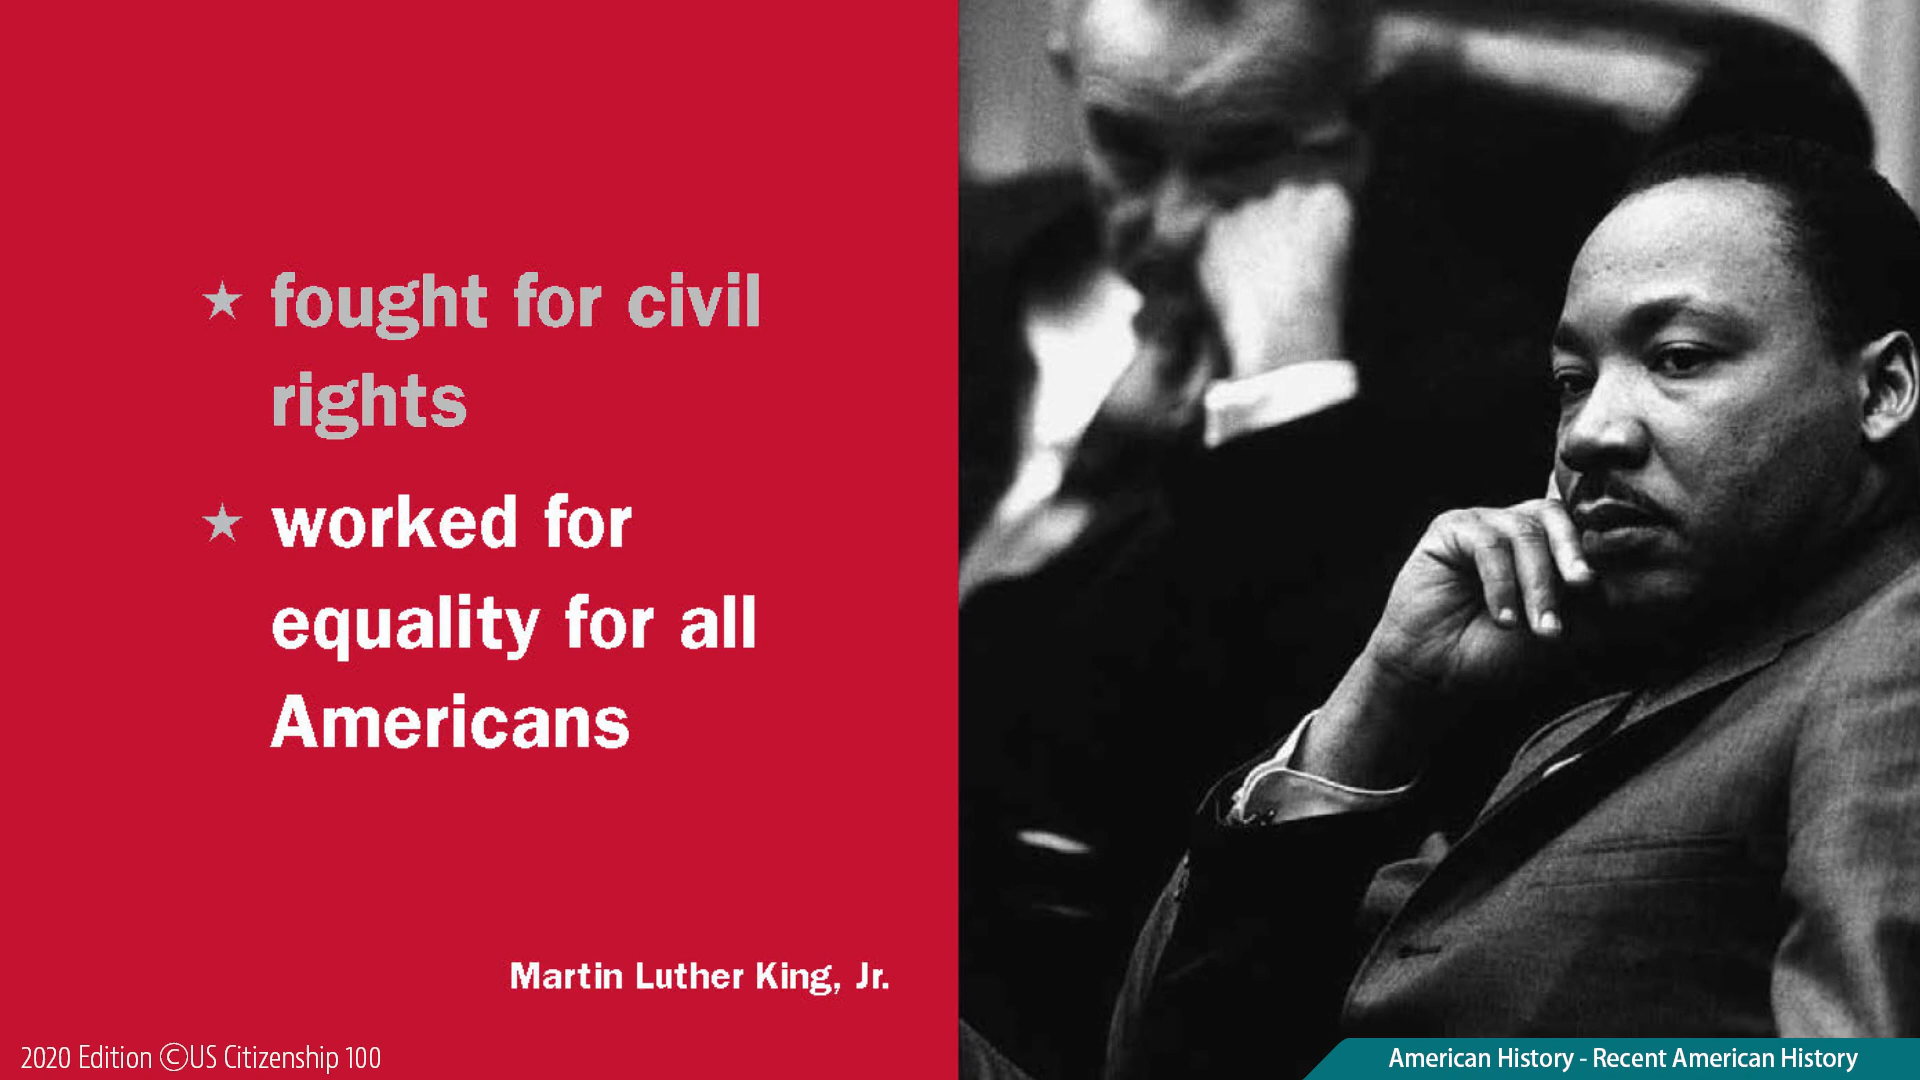 ★ fought for civil
rights
★ worked for
equality for all
Americans
Martin Luther King, Jr.
2020 Edition ©US Citizenship 100
American History - Recent American History